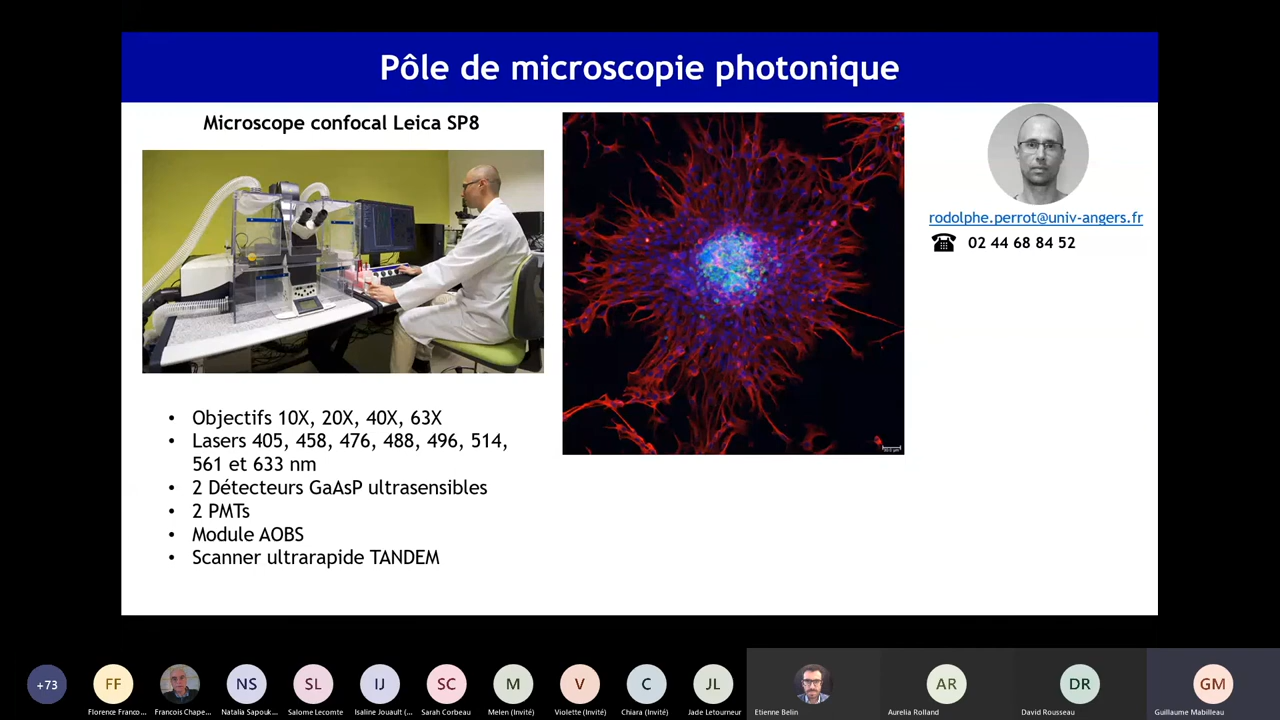 Pôle de microscopie photonique
Microscope confocal Leica SP8
rodolphe.perrot@univ-angers.fr
02 44 68 84 52
• Objectifs 10X, 20X, 40X, 63X
• Lasers 405, 458, 476, 488, 496, 514,
561 et 633 nm
• 2 Détecteurs GaAsP ultrasensibles
• 2 PMTs
• Module AOBS
• Scanner ultrarapide TANDEM
+73
FF
NS
SL
IJ
SC
M
V
C
JL
AR
DR
GM
Florence Franco...
Francois Chape...
Natalia Sapouk...
Salome Lecomte
Isaline Jouault (...
Sarah Corbeau
Melen (Invité)
Violette (Invité)
Chiara (Invité)
Jade Letourneur
Etienne Belin
Aurelia Rolland
David Rousseau
Guillaume Mabilleau